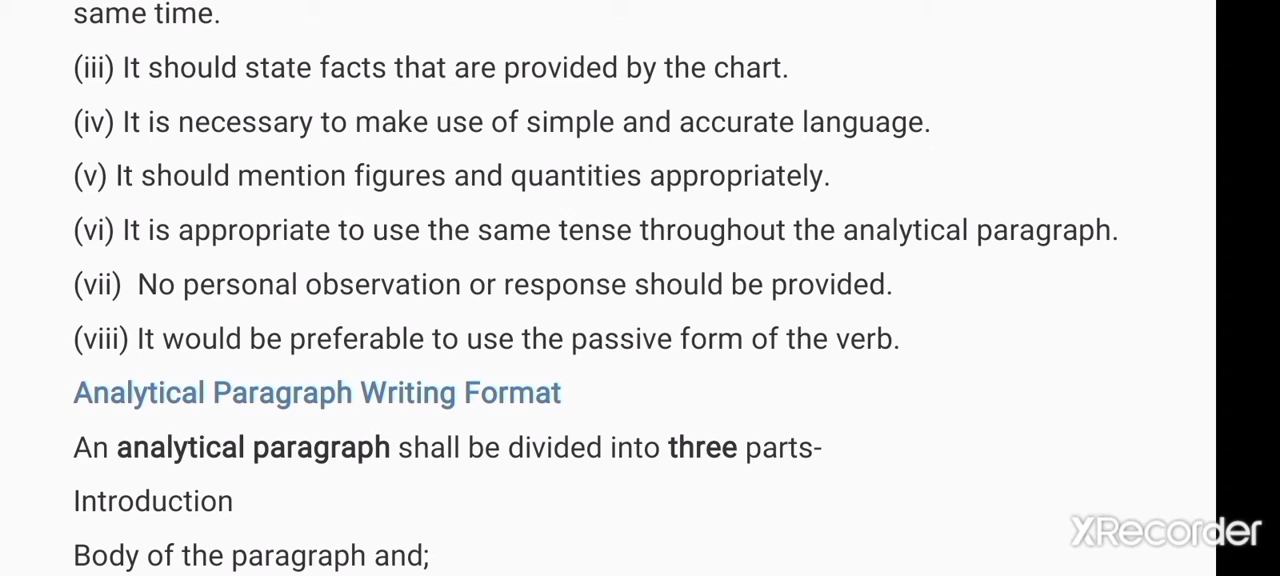 same time.
(iii) It should state facts that are provided by the chart.
(iv) It is necessary to make use of simple and accurate language.
(v) It should mention figures and quantities appropriately.
(vi) It is appropriate to use the same tense throughout the analytical paragraph.
(vii) No personal observation or response should be provided.
(viii) It would be preferable to use the passive form of the verb.
Analytical Paragraph Writing Format
An analytical paragraph shall be divided into three parts-
Introduction
XRecorder
Body of the paragraph and;